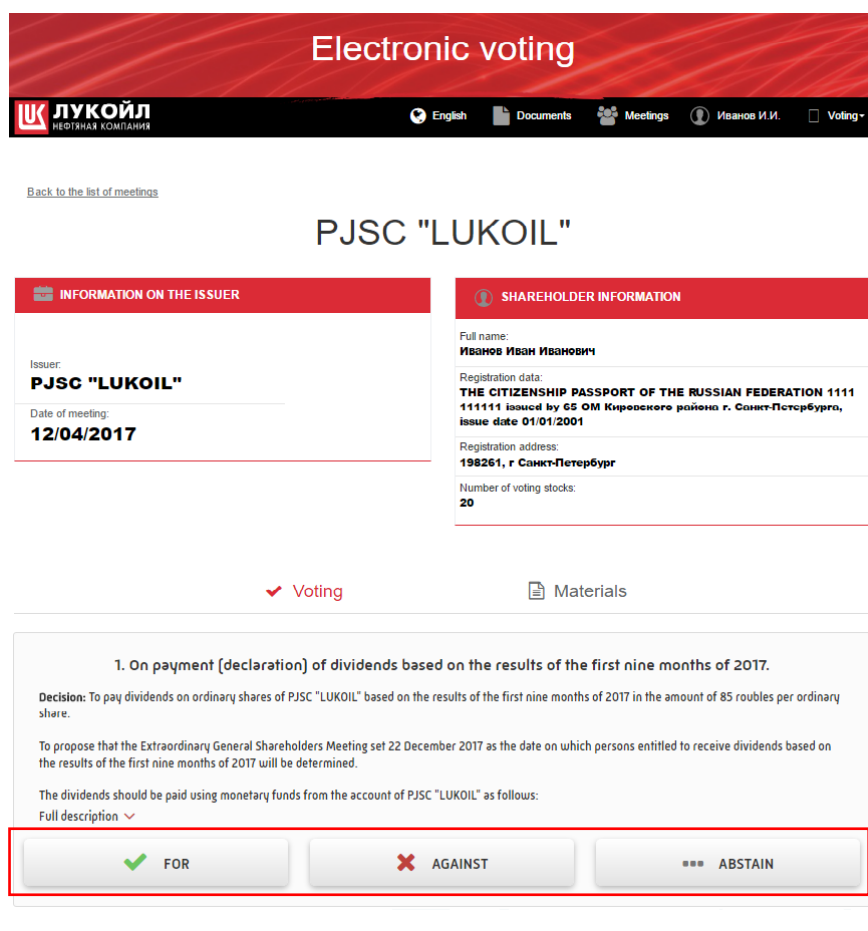 Electronic voting
ЛУКОЙЛ
НЕФТЯНАЯ КОМПАНИЯ
English Documents Meetings Иванов И.И. Voting
Back to the list of meetings
PJSC "LUKOIL"
INFORMATION ON THE ISSUER
Issuer:
PJSC "LUKOIL"
Date of meeting:
12/04/2017
SHAREHOLDER INFORMATION
Full name:
Иванов Иван Иванович
Registration data:
THE CITIZENSHIP PASSPORT OF THE RUSSIAN FEDERATION 1111
111111 issued by 65 ОМ Кировского района г. Санкт-Петербурга,
issue date 01/01/2001
Registration address:
198261, г Санкт-Петербург
Number of voting stocks:
20
Voting Materials
1. On payment (declaration) of dividends based on the results of the first nine months of 2017.
Decision: To pay dividends on ordinary shares of PJSC "LUKOIL" based on the results of the first nine months of 2017 in the amount of 85 roubles per ordinary
share.
To propose that the Extraordinary General Shareholders Meeting set 22 December 2017 as the date on which persons entitled to receive dividends based on
the results of the first nine months of 2017 will be determined.
The dividends should be paid using monetary funds from the account of PJSC "LUKOIL" as follows:
Full description
FOR AGAINST ABSTAIN